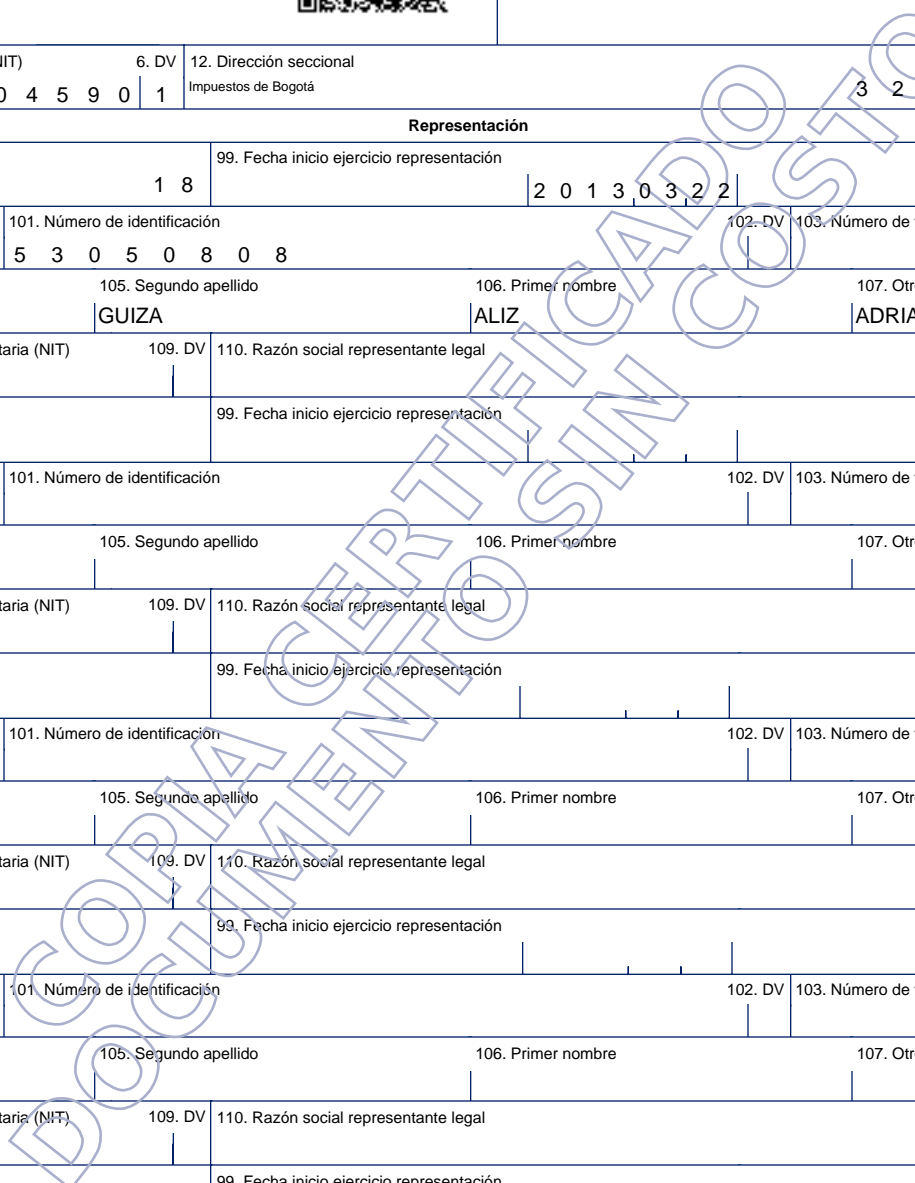 IT) 6. DV 12. Dirección seccional
0 4 5 9 0 1 Impuestos de Bogotá 3 2
Representación
99. Fecha inicio ejercicio representación
1 8 2 0 1 3 0 3 2 2
101. Número de identificación 102. DV 103. Número de
5 3 0 5 0 8 0 8
105. Segundo apellido 106. Primer nombre 107. Otr
GUIZA ALIZ ADRIA
taria (NIT) 109. DV 110. Razón social representante legal
99. Fecha inicio ejercicio representación
101. Número de identificación 102. DV 103. Número de
105. Segundo apellido 106. Primer nombre 107. Otr
taria (NIT) 109. DV 110. Razón social representante legal
99. Fecha inicio ejercicio representación
101. Número de identificación 102. DV 103. Número de
105. Segundo apellido 106. Primer nombre 107. Otr
taria (NIT) 109. DV 110. Razón social representante legal
99. Fecha inicio ejercicio representación
101. Número de identificación 102. DV 103. Número de
105. Segundo apellido 106. Primer nombre 107. Otr
taria (NIT) 109. DV 110. Razón social representante legal
99. Fecha inicio ejercicio representación
COPIA CERTIFICADO
DOCUMENTO SIN COSTO